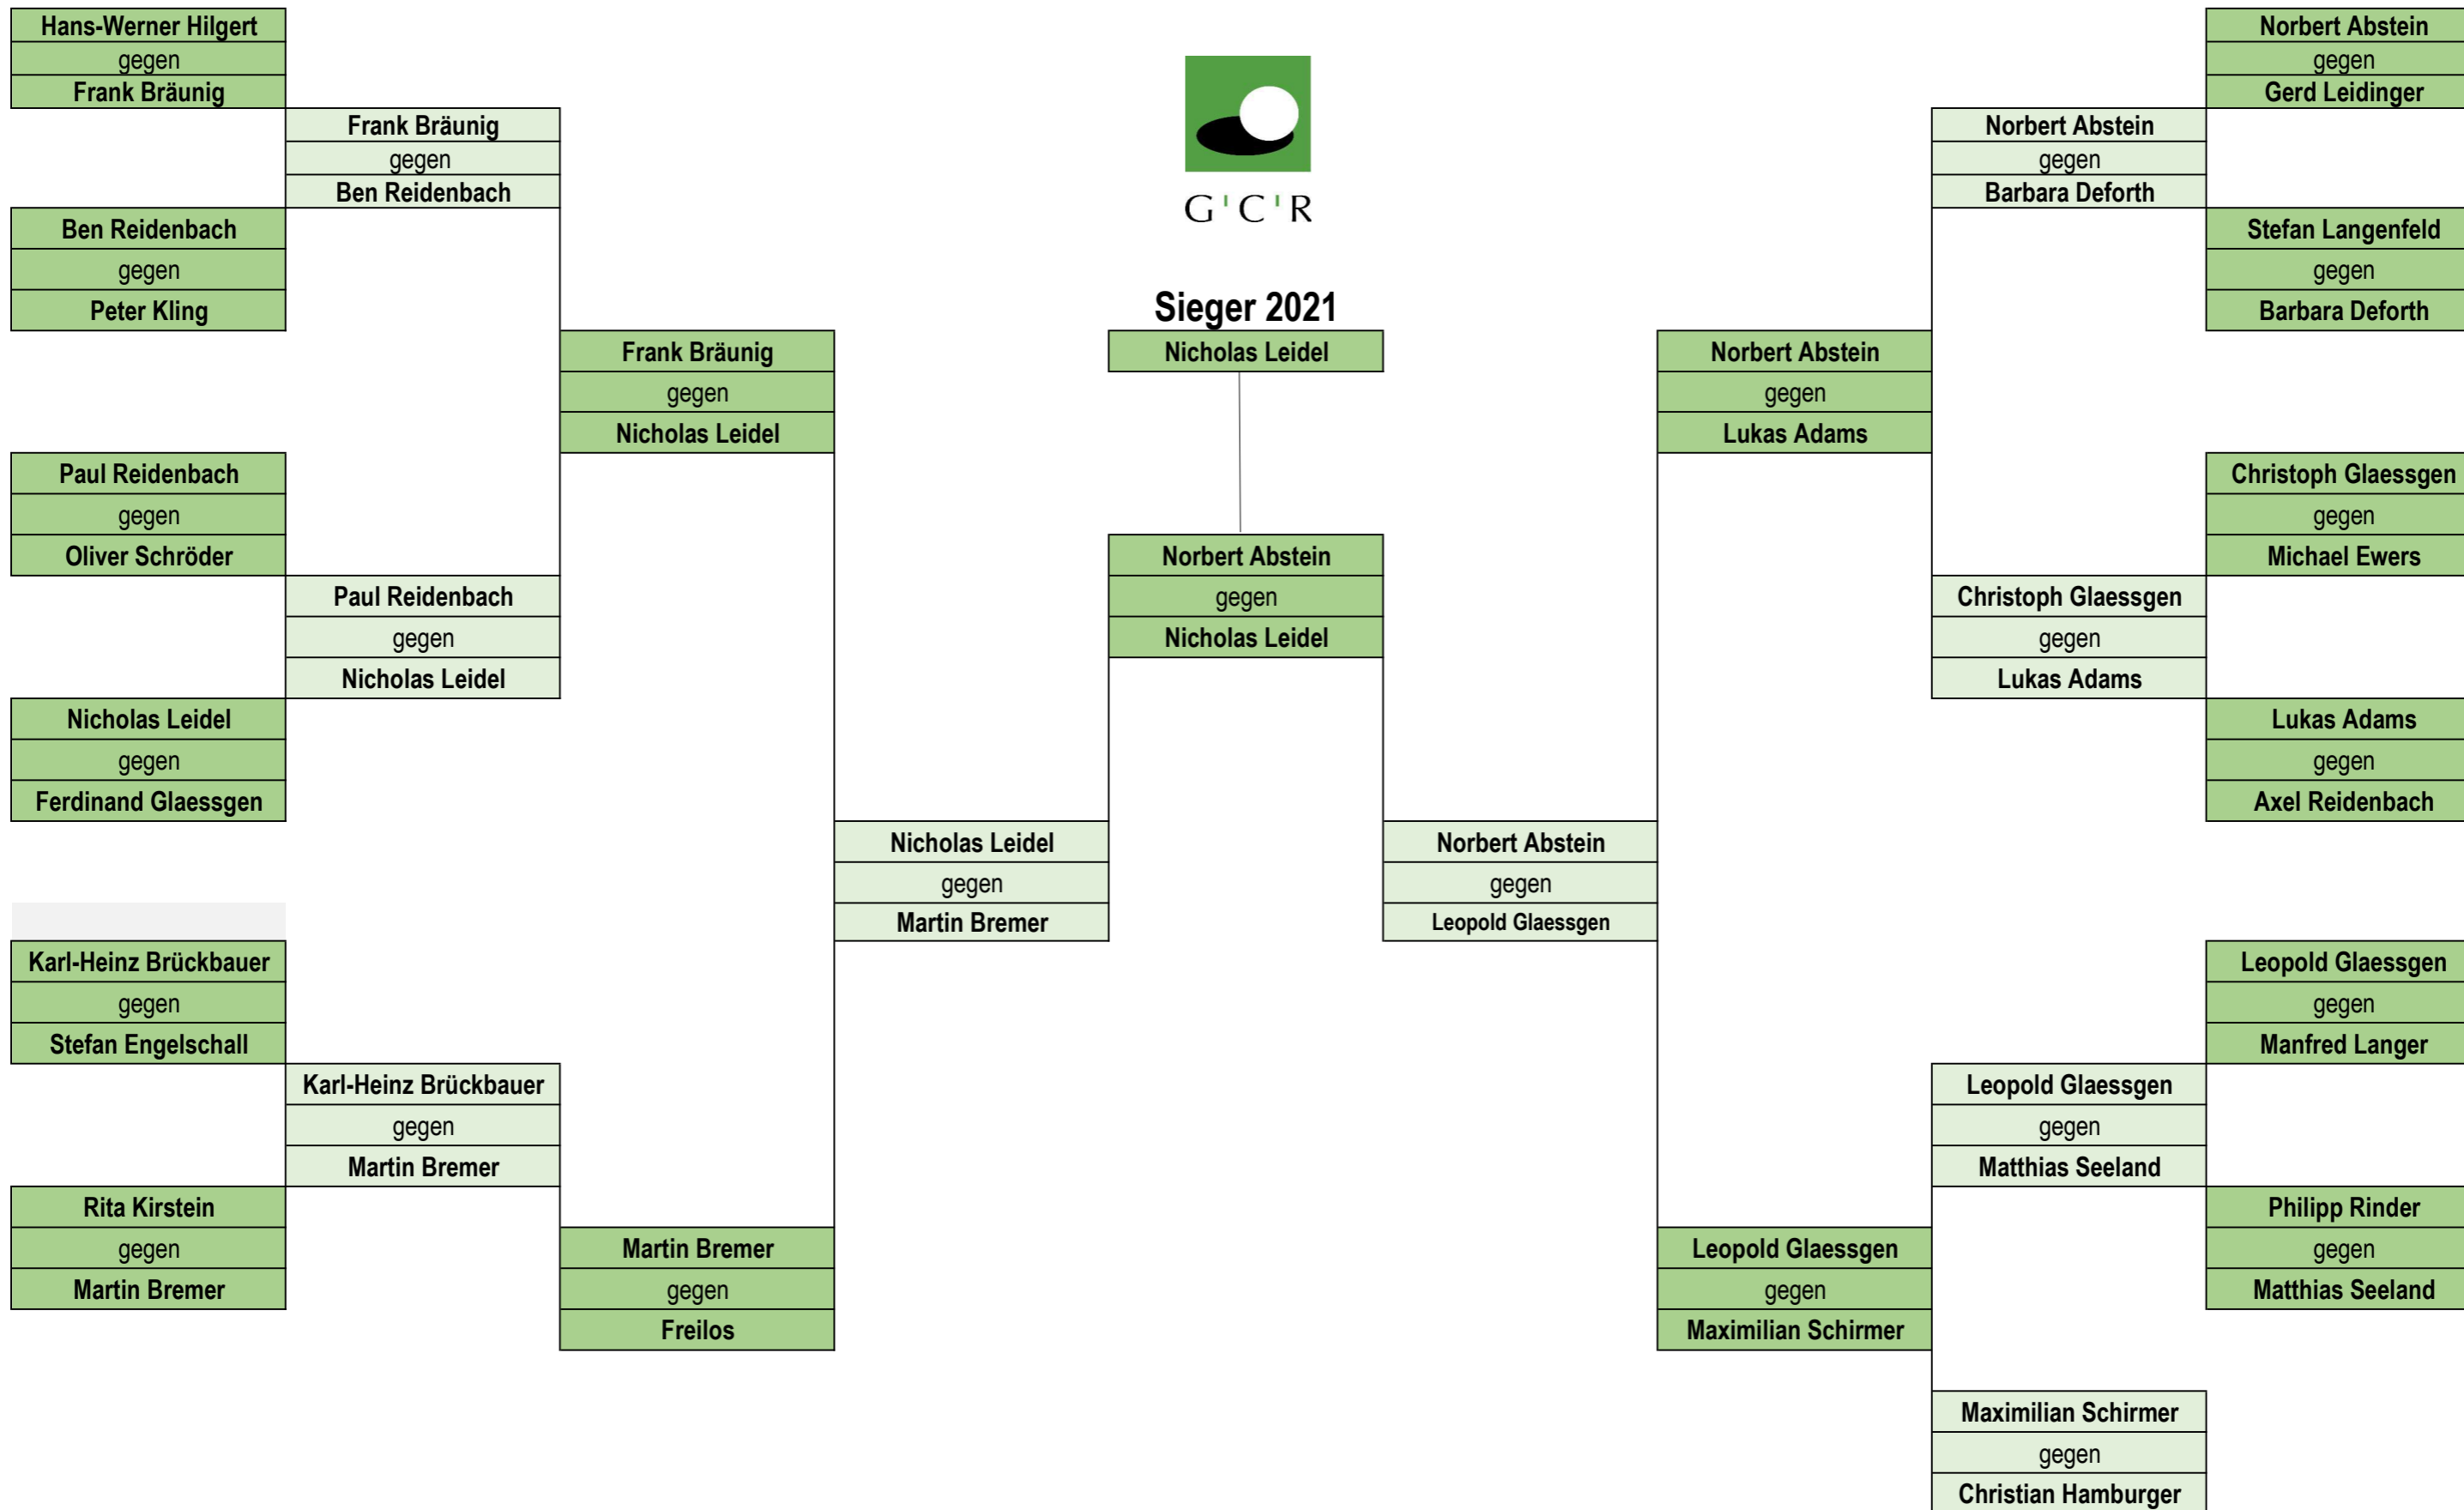 Hans-Werner Hilgert
gegen
Frank Bräunig
Ben Reidenbach
gegen
Peter Kling
Paul Reidenbach
gegen
Oliver Schröder
Nicholas Leidel
gegen
Ferdinand Glaessgen
Karl-Heinz Brückbauer
gegen
Stefan Engelschall
Rita Kirstein
gegen
Martin Bremer
Frank Bräunig
gegen
Ben Reidenbach
Paul Reidenbach
gegen
Nicholas Leidel
Karl-Heinz Brückbauer
gegen
Martin Bremer
Frank Bräunig
gegen
Nicholas Leidel
Martin Bremer
gegen
Freilos
Nicholas Leidel
gegen
Martin Bremer
G'C'R
Sieger 2021
Nicholas Leidel
Norbert Abstein
gegen
Nicholas Leidel
Norbert Abstein
gegen
Leopold Glaessgen
Norbert Abstein
gegen
Lukas Adams
Leopold Glaessgen
gegen
Maximilian Schirmer
Norbert Abstein
gegen
Barbara Deforth
Christoph Glaessgen
gegen
Lukas Adams
Leopold Glaessgen
gegen
Matthias Seeland
Maximilian Schirmer
gegen
Christian Hamburger
Norbert Abstein
gegen
Gerd Leidinger
Stefan Langenfeld
gegen
Barbara Deforth
Christoph Glaessgen
gegen
Michael Ewers
Lukas Adams
gegen
Axel Reidenbach
Leopold Glaessgen
gegen
Manfred Langer
Philipp Rinder
gegen
Matthias Seeland